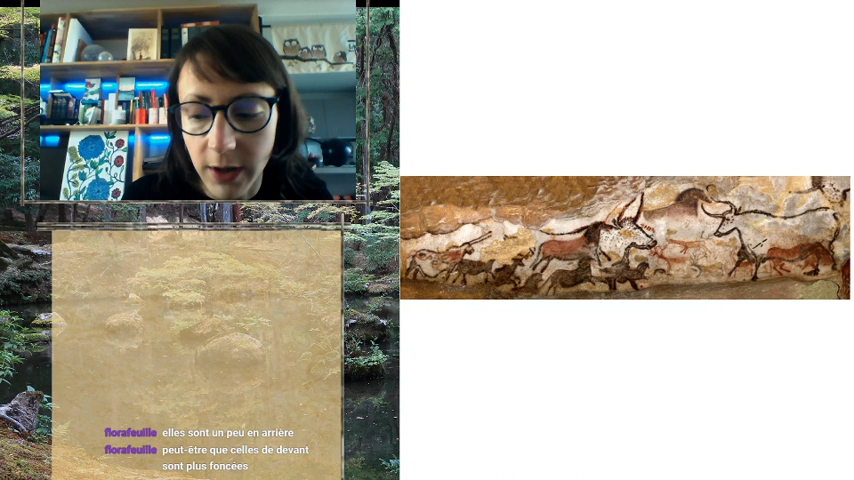 florafeuille elles sont un peu en arrière
florafeuille peut-être que celles de devant
sont plus foncées